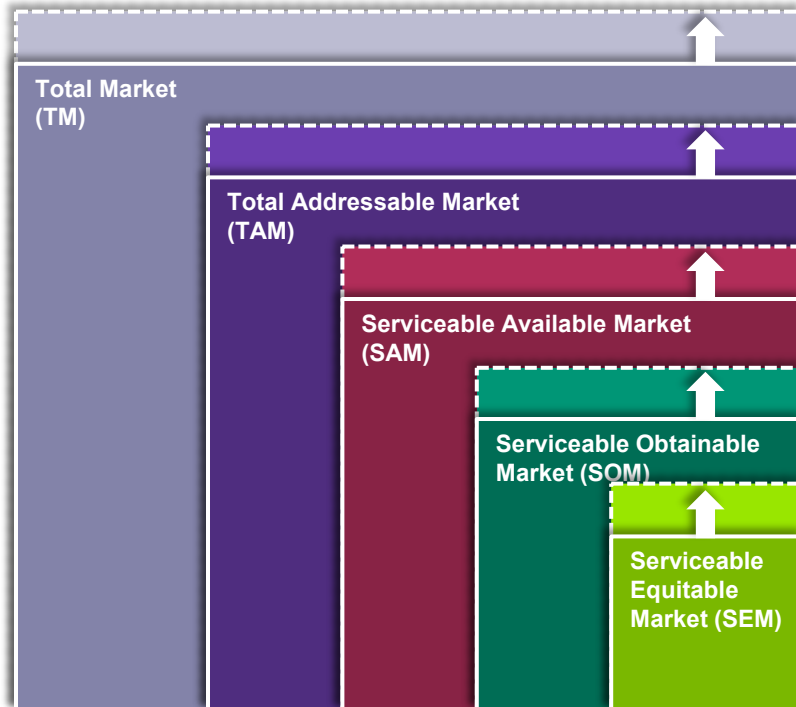 Total Market
(TM)
Total Addressable Market
(TAM)
Serviceable Available Market
(SAM)
Serviceable Obtainable
Market (SOM)
Serviceable
Equitable
Market (SEM)